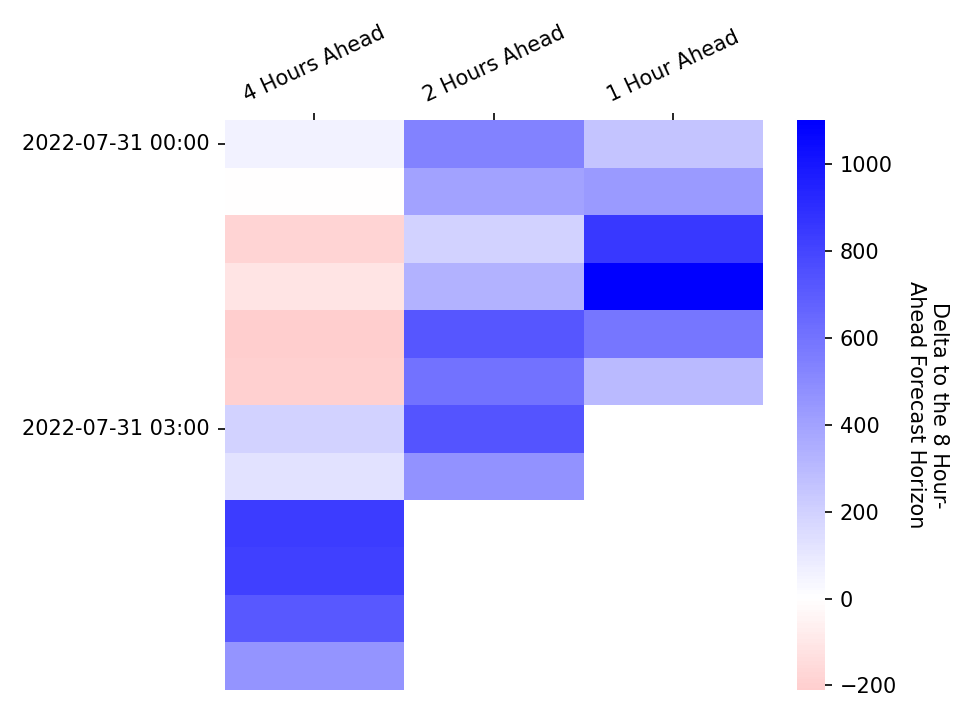 4 Hours Ahead
2 Hours Ahead
1 Hour Ahead
2022-07-31 00:00
2022-07-31 03:00
1000
800
600
400
200
0
−200
Delta to the 8 Hour-
Ahead Forecast Horizon